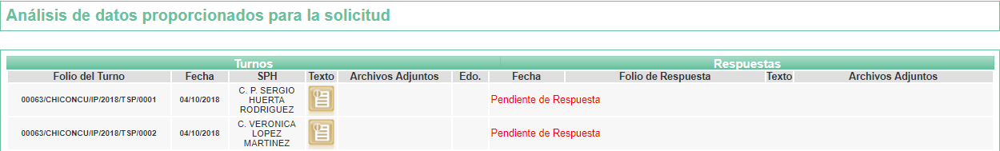 Análisis de datos proporcionados para la solicitud
Turnos Respuestas
Folio del Turno Fecha SPH Texto Archivos Adjuntos Edo. Fecha Folio de Respuesta Texto Archivos Adjuntos
00063/CHICONCU/IP/2018/TSP/0001 04/10/2018 C. P. SERGIO HUERTA RODRIGUEZ Pendiente de Respuesta
00063/CHICONCU/IP/2018/TSP/0002 04/10/2018 C. VERONICA LOPEZ MARTINEZ Pendiente de Respuesta